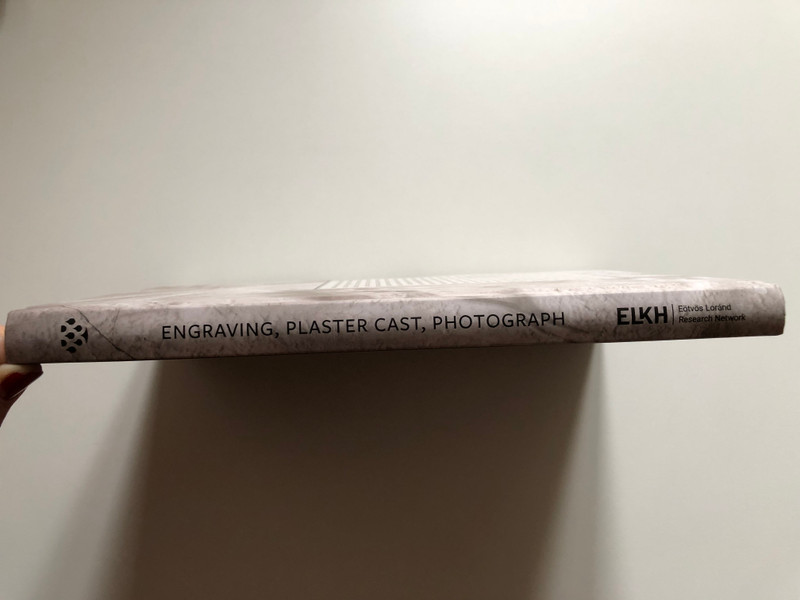 ENGRAVING, PLASTER CAST, PHOTOGRAPH
ELKH
Eötvös Loránd
Research Network